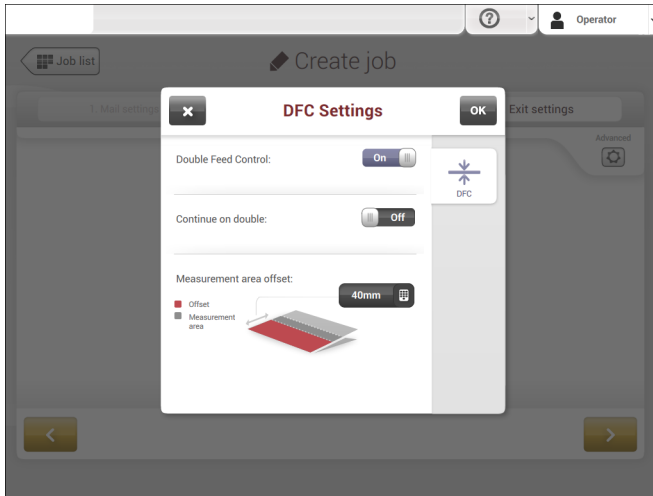 Operator
Job list
Create job
1. Mail settings
Exit settings
Advanced
DFC Settings
OK
Double Feed Control:
On
DFC
Continue on double:
Off
Measurement area offset:
40mm
Offset
Measurement
area